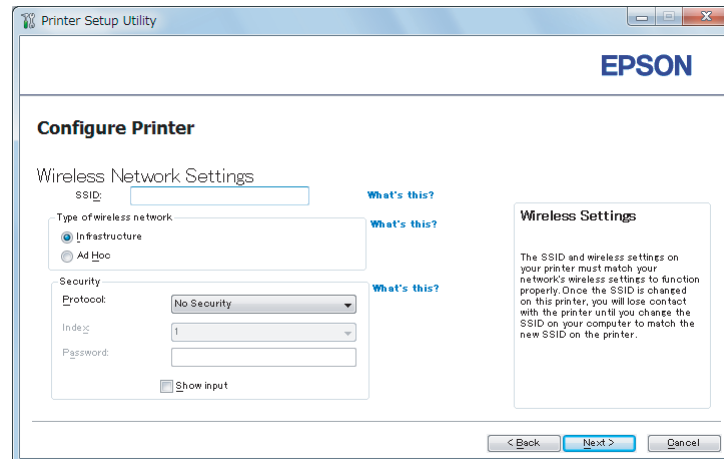 Printer Setup Utility
EPSON
Configure Printer
Wireless Network Settings
SSID:
What's this?
Type of wireless network
What's this?
Infrastructure
Ad Hoc
Security
What's this?
Protocol:
No Security
Index:
1
Password:
Show input
Wireless Settings
The SSID and wireless settings on
your printer must match your
network's wireless settings to function
properly. Once the SSID is changed
on this printer, you will lose contact
with the printer until you change the
SSID on your computer to match the
new SSID on the printer.
< Back
Next >
Cancel